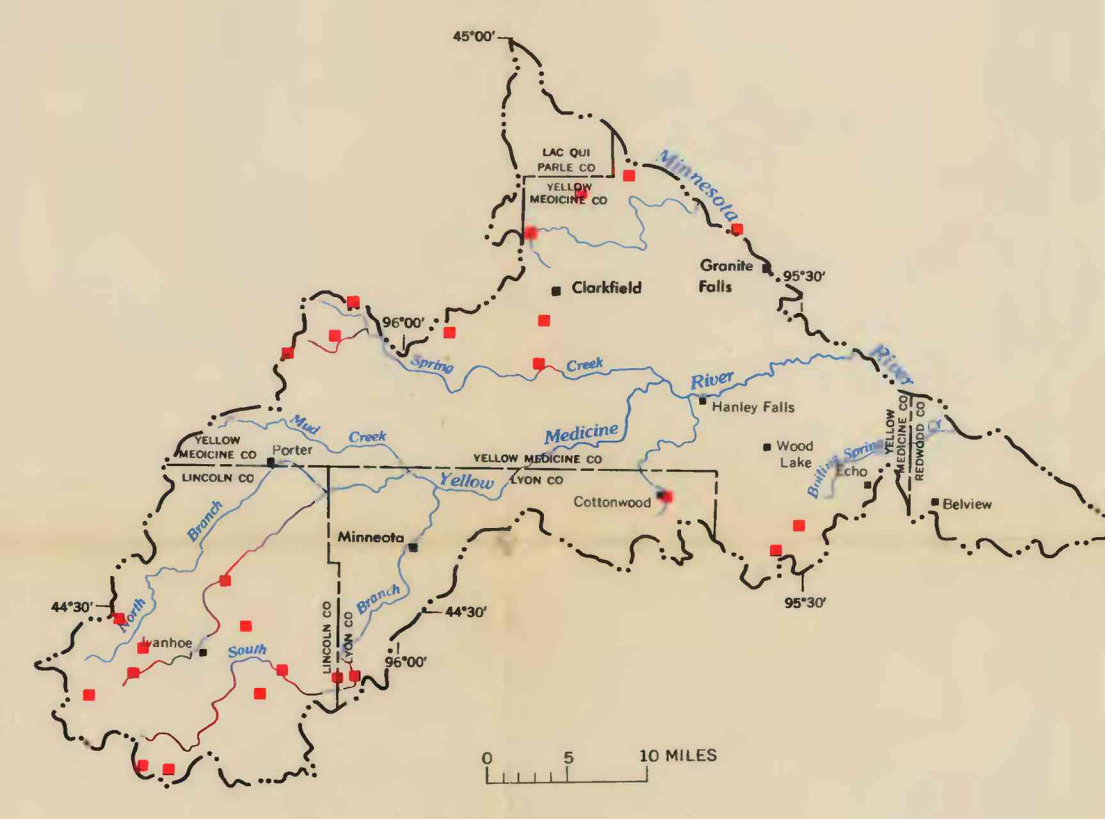 45°00'
LAC QUI
PARLE CO
YELLOW
MEDICINE CO
Minnesota
Granite
Falls
95°30'
Clarkfield
96°00'
Spring
Creek
River
River
Hanley Falls
Mud
Creek
Medicine
YELLOW
MEDICINE CO
Porter
LINCOLN CO
YELLOW MEDICINE CO
LYON CO
Yellow
Wood
Lake
YELLOW
MEDICINE CO
REDWOOD CO
Boiling Spring Cr
Echo
Belview
Cottonwood
Branch
Minneota
44°30'
North
Ivanhoe
South
Branch
LINCOLN CO
LYON CO
44°30'
96°00'
95°30'
0 5 10 MILES